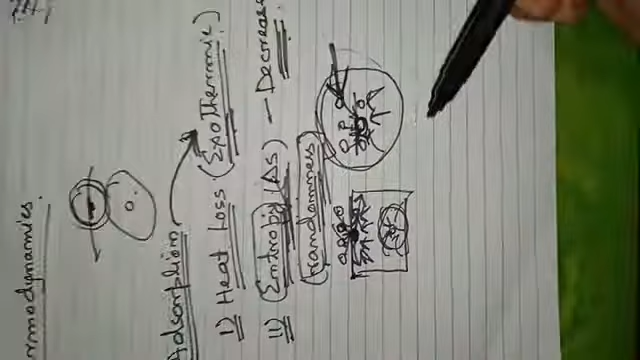 rmodynamics.
Adsorption
I) Heat Loss (Exothermic)
II) Entropy (ΔS) - Decrease
(randomness)